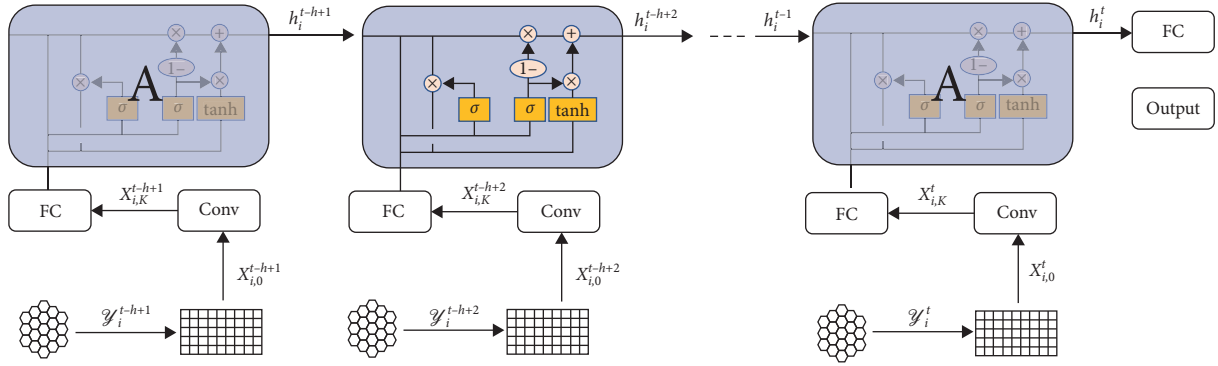 h_i^{t-h+1}
h_i^{t-h+2}
h_i^{t-1}
h_i^t
FC
× +
1–
×
×
σ σ tanh
A
× +
1–
×
×
σ σ tanh
× +
1–
×
×
σ σ tanh
A
Output
FC
X_{i,K}^{t-h+1}
Conv
FC
X_{i,K}^{t-h+2}
Conv
FC
X_{i,K}^t
Conv
X_{i,0}^{t-h+1}
X_{i,0}^{t-h+2}
X_{i,0}^t
𝒴_i^{t-h+1}
𝒴_i^{t-h+2}
𝒴_i^t